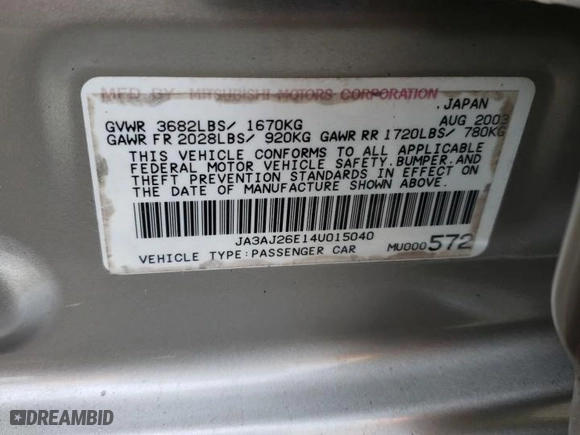 MFD BY MITSUBISHI MOTORS CORPORATION
, JAPAN
GVWR 3682LBS/ 1670KG AUG 2003
GAWR FR 2028LBS/ 920KG GAWR RR 1720LBS/ 780KG
THIS VEHICLE CONFORMS TO ALL APPLICABLE
FEDERAL MOTOR VEHICLE SAFETY,BUMPER,AND
THEFT PREVENTION STANDARDS IN EFFECT ON
THE DATE OF MANUFACTURE SHOWN ABOVE.
JA3AJ26E14U015040
VEHICLE TYPE:PASSENGER CAR MU000572
DREAMBID